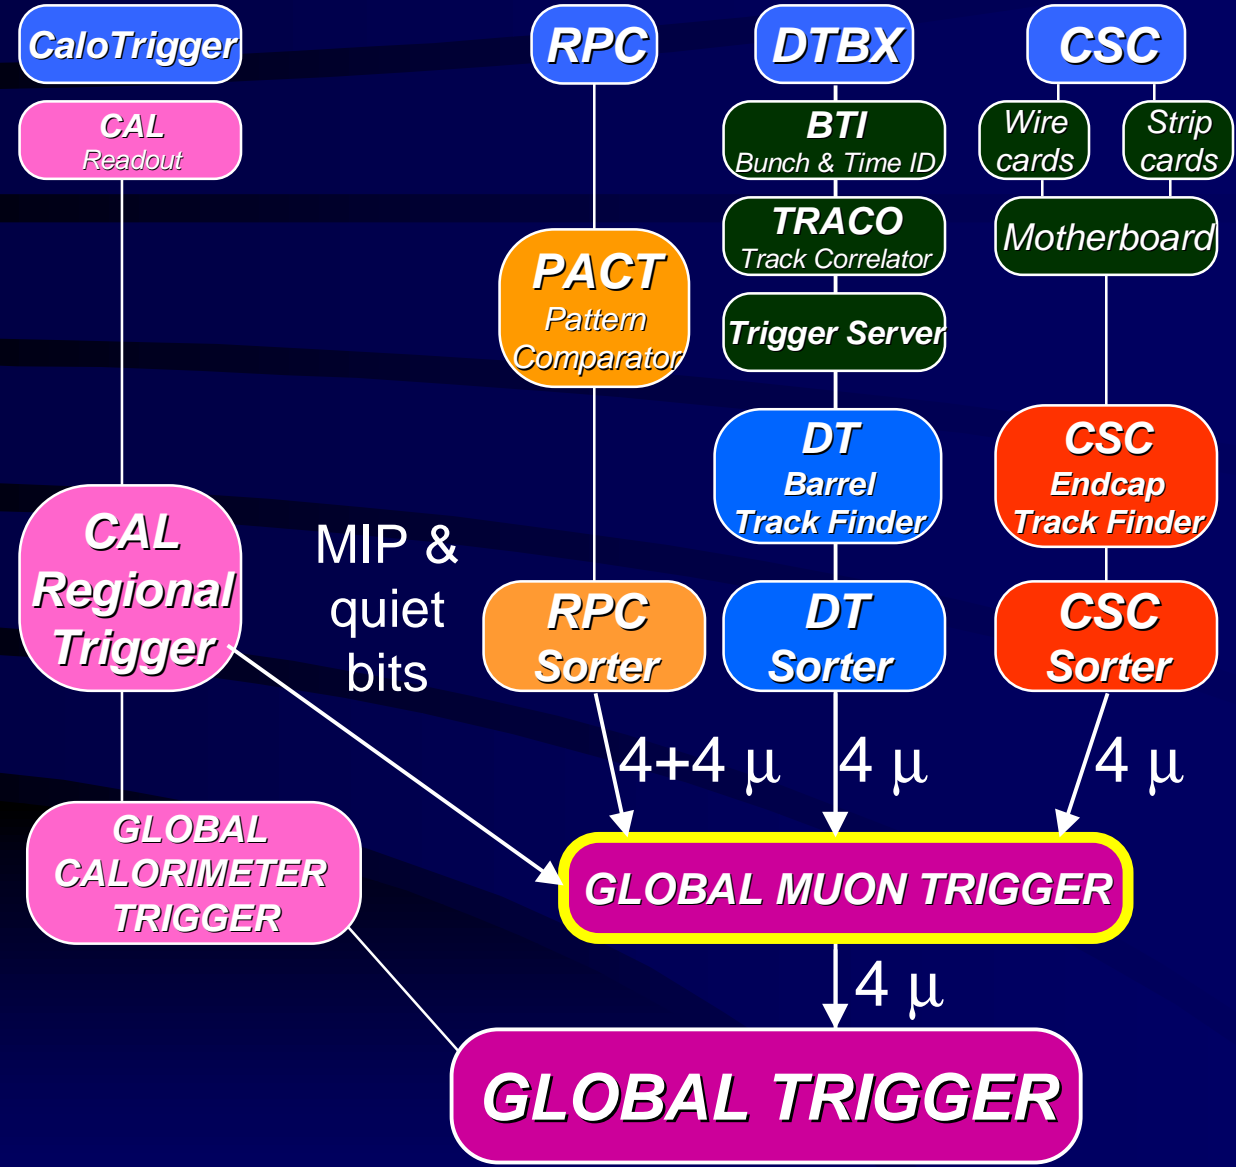 CaloTrigger
RPC
DTBX
CSC
CAL
Readout
BTI
Bunch & Time ID
Wire
cards
Strip
cards
TRACO
Track Correlator
Motherboard
PACT
Pattern
Comparator
Trigger Server
DT
Barrel
Track Finder
CSC
Endcap
Track Finder
CAL
Regional
Trigger
MIP &
quiet
bits
RPC
Sorter
DT
Sorter
CSC
Sorter
4+4 μ
4 μ
4 μ
GLOBAL
CALORIMETER
TRIGGER
GLOBAL MUON TRIGGER
4 μ
GLOBAL TRIGGER